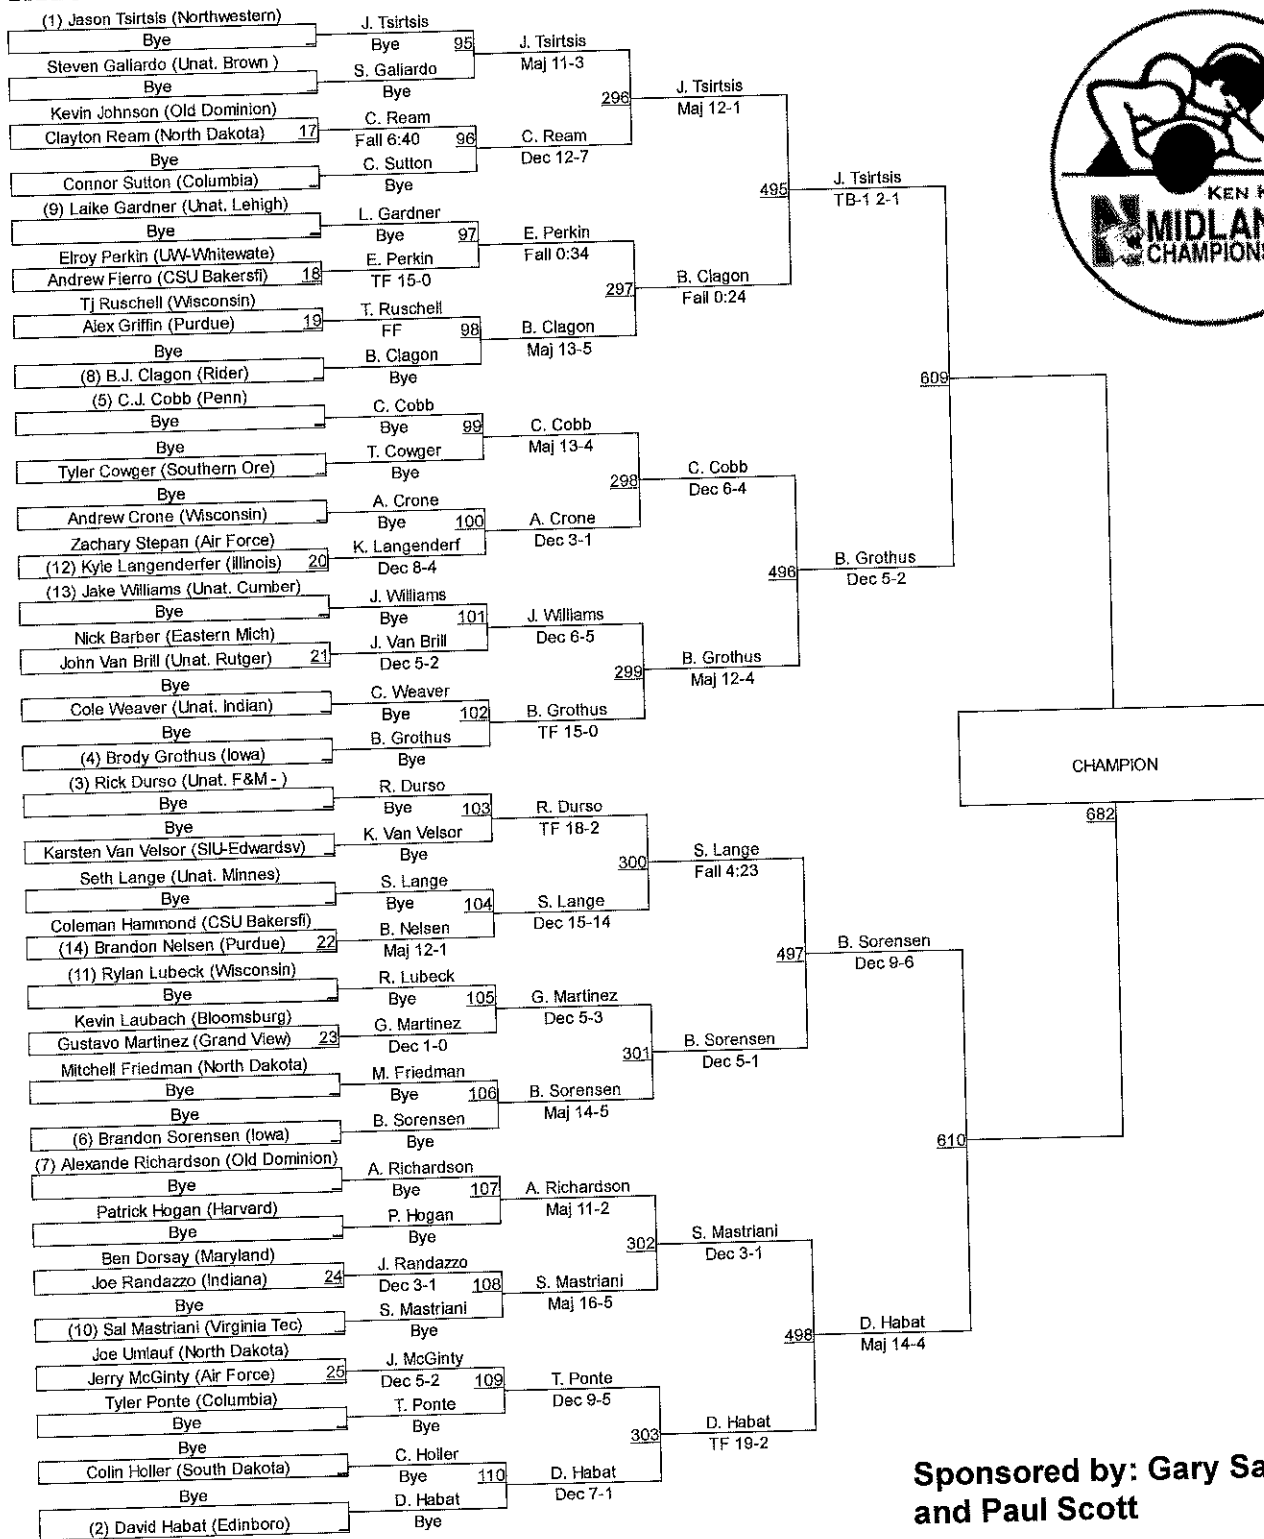 (1) Jason Tsirtsis (Northwestern)
Bye
Steven Galiardo (Unat. Brown )
Bye
Kevin Johnson (Old Dominion)
Clayton Ream (North Dakota) 17
Bye
Connor Sutton (Columbia)
(9) Laike Gardner (Unat. Lehigh)
Bye
Elroy Perkin (UW-Whitewate)
Andrew Fierro (CSU Bakersfi) 18
Tj Ruschell (Wisconsin)
Alex Griffin (Purdue) 19
Bye
(8) B.J. Clagon (Rider)
(5) C.J. Cobb (Penn)
Bye
Bye
Tyler Cowger (Southern Ore)
Bye
Andrew Crone (Wisconsin)
Zachary Stepan (Air Force)
(12) Kyle Langenderfer (Illinois) 20
(13) Jake Williams (Unat. Cumber)
Bye
Nick Barber (Eastern Mich)
John Van Brill (Unat. Rutger) 21
Bye
Cole Weaver (Unat. Indian)
Bye
(4) Brody Grothus (Iowa)
(3) Rick Durso (Unat. F&M - )
Bye
Bye
Karsten Van Velsor (SIU-Edwardsv)
Seth Lange (Unat. Minnes)
Bye
Coleman Hammond (CSU Bakersfi)
(14) Brandon Nelsen (Purdue) 22
(11) Rylan Lubeck (Wisconsin)
Bye
Kevin Laubach (Bloomsburg)
Gustavo Martinez (Grand View) 23
Mitchell Friedman (North Dakota)
Bye
Bye
(6) Brandon Sorensen (Iowa)
(7) Alexande Richardson (Old Dominion)
Bye
Patrick Hogan (Harvard)
Bye
Ben Dorsay (Maryland)
Joe Randazzo (Indiana) 24
Bye
(10) Sal Mastriani (Virginia Tec)
Joe Umlauf (North Dakota)
Jerry McGinty (Air Force) 25
Tyler Ponte (Columbia)
Bye
Bye
Colin Holler (South Dakota)
Bye
(2) David Habat (Edinboro)
J. Tsirtsis
Bye 95
S. Galiardo
Bye
C. Ream
Fall 6:40 96
C. Sutton
Bye
L. Gardner
Bye 97
E. Perkin
TF 15-0
T. Ruschell
FF 98
B. Clagon
Bye
C. Cobb
Bye 99
T. Cowger
Bye
A. Crone
Bye 100
K. Langenderf
Dec 8-4
J. Williams
Bye 101
J. Van Brill
Dec 5-2
C. Weaver
Bye 102
B. Grothus
Bye
R. Durso
Bye 103
K. Van Velsor
Bye
S. Lange
Bye 104
B. Nelsen
Maj 12-1
R. Lubeck
Bye 105
G. Martinez
Dec 1-0
M. Friedman
Bye 106
B. Sorensen
Bye
A. Richardson
Bye 107
P. Hogan
Bye
J. Randazzo
Dec 3-1 108
S. Mastriani
Bye
J. McGinty
Dec 5-2 109
T. Ponte
Bye
C. Holler
Bye 110
D. Habat
Bye
J. Tsirtsis
Maj 11-3
296
C. Ream
Dec 12-7
E. Perkin
Fall 0:34
297
B. Clagon
Maj 13-5
C. Cobb
Maj 13-4
298
A. Crone
Dec 3-1
J. Williams
Dec 6-5
299
B. Grothus
TF 15-0
R. Durso
TF 18-2
300
S. Lange
Dec 15-14
G. Martinez
Dec 5-3
301
B. Sorensen
Maj 14-5
A. Richardson
Maj 11-2
302
S. Mastriani
Maj 16-5
T. Ponte
Dec 9-5
303
D. Habat
Dec 7-1
J. Tsirtsis
Maj 12-1
495
B. Clagon
Fall 0:24
C. Cobb
Dec 6-4
496
B. Grothus
Maj 12-4
S. Lange
Fall 4:23
497
B. Sorensen
Dec 5-1
S. Mastriani
Dec 3-1
498
D. Habat
TF 19-2
J. Tsirtsis
TB-1 2-1
609
B. Grothus
Dec 5-2
B. Sorensen
Dec 9-6
610
D. Habat
Maj 14-4
CHAMPION
682
KEN K
N MIDLAN
CHAMPIONS
Sponsored by: Gary Sa
and Paul Scott